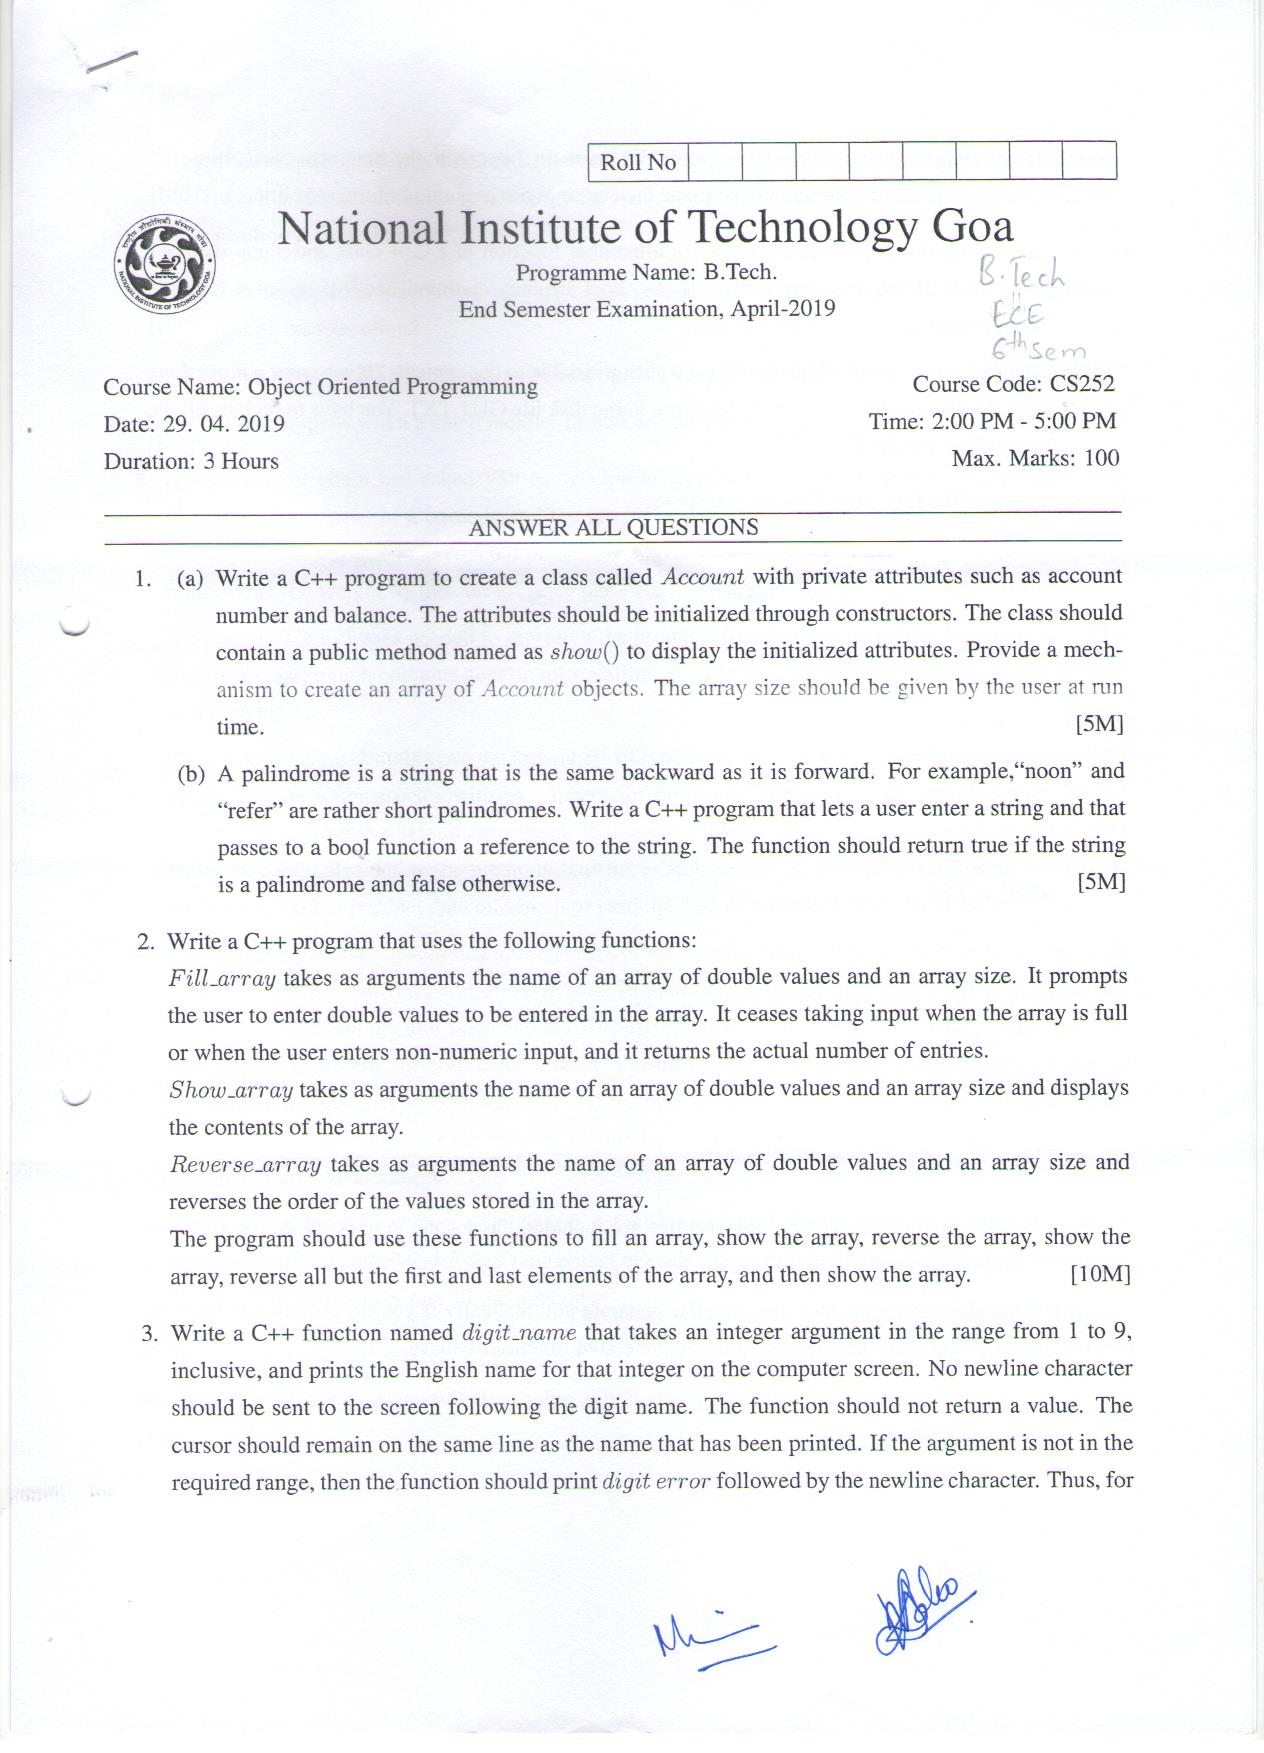 Roll No
National Institute of Technology Goa
Programme Name: B.Tech.
End Semester Examination, April-2019
B.Tech
ECE
6th sem
राष्ट्रीय प्रौद्योगिकी संस्थान गोवा
NATIONAL INSTITUTE OF TECHNOLOGY GOA
Course Name: Object Oriented Programming
Course Code: CS252
Date: 29. 04. 2019
Time: 2:00 PM - 5:00 PM
Duration: 3 Hours
Max. Marks: 100
ANSWER ALL QUESTIONS
1. (a) Write a C++ program to create a class called Account with private attributes such as account
number and balance. The attributes should be initialized through constructors. The class should
contain a public method named as show() to display the initialized attributes. Provide a mech-
anism to create an array of Account objects. The array size should be given by the user at run
time. [5M]
(b) A palindrome is a string that is the same backward as it is forward. For example,“noon” and
“refer” are rather short palindromes. Write a C++ program that lets a user enter a string and that
passes to a bool function a reference to the string. The function should return true if the string
is a palindrome and false otherwise. [5M]
2. Write a C++ program that uses the following functions:
Fill_array takes as arguments the name of an array of double values and an array size. It prompts
the user to enter double values to be entered in the array. It ceases taking input when the array is full
or when the user enters non-numeric input, and it returns the actual number of entries.
Show_array takes as arguments the name of an array of double values and an array size and displays
the contents of the array.
Reverse_array takes as arguments the name of an array of double values and an array size and
reverses the order of the values stored in the array.
The program should use these functions to fill an array, show the array, reverse the array, show the
array, reverse all but the first and last elements of the array, and then show the array. [10M]
3. Write a C++ function named digit_name that takes an integer argument in the range from 1 to 9,
inclusive, and prints the English name for that integer on the computer screen. No newline character
should be sent to the screen following the digit name. The function should not return a value. The
cursor should remain on the same line as the name that has been printed. If the argument is not in the
required range, then the function should print digit error followed by the newline character. Thus, for